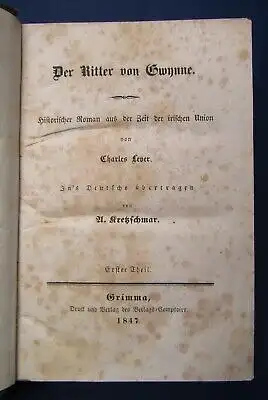 Der Ritter von Gwynne.
Historischer Roman aus der Zeit der irischen Union
von
Charles Lever.
In's Deutsche übertragen
von
A. Kretzschmar.
Erster Theil.
Grimma,
Druck und Verlag des Verlags-Comptoirs.
1847.